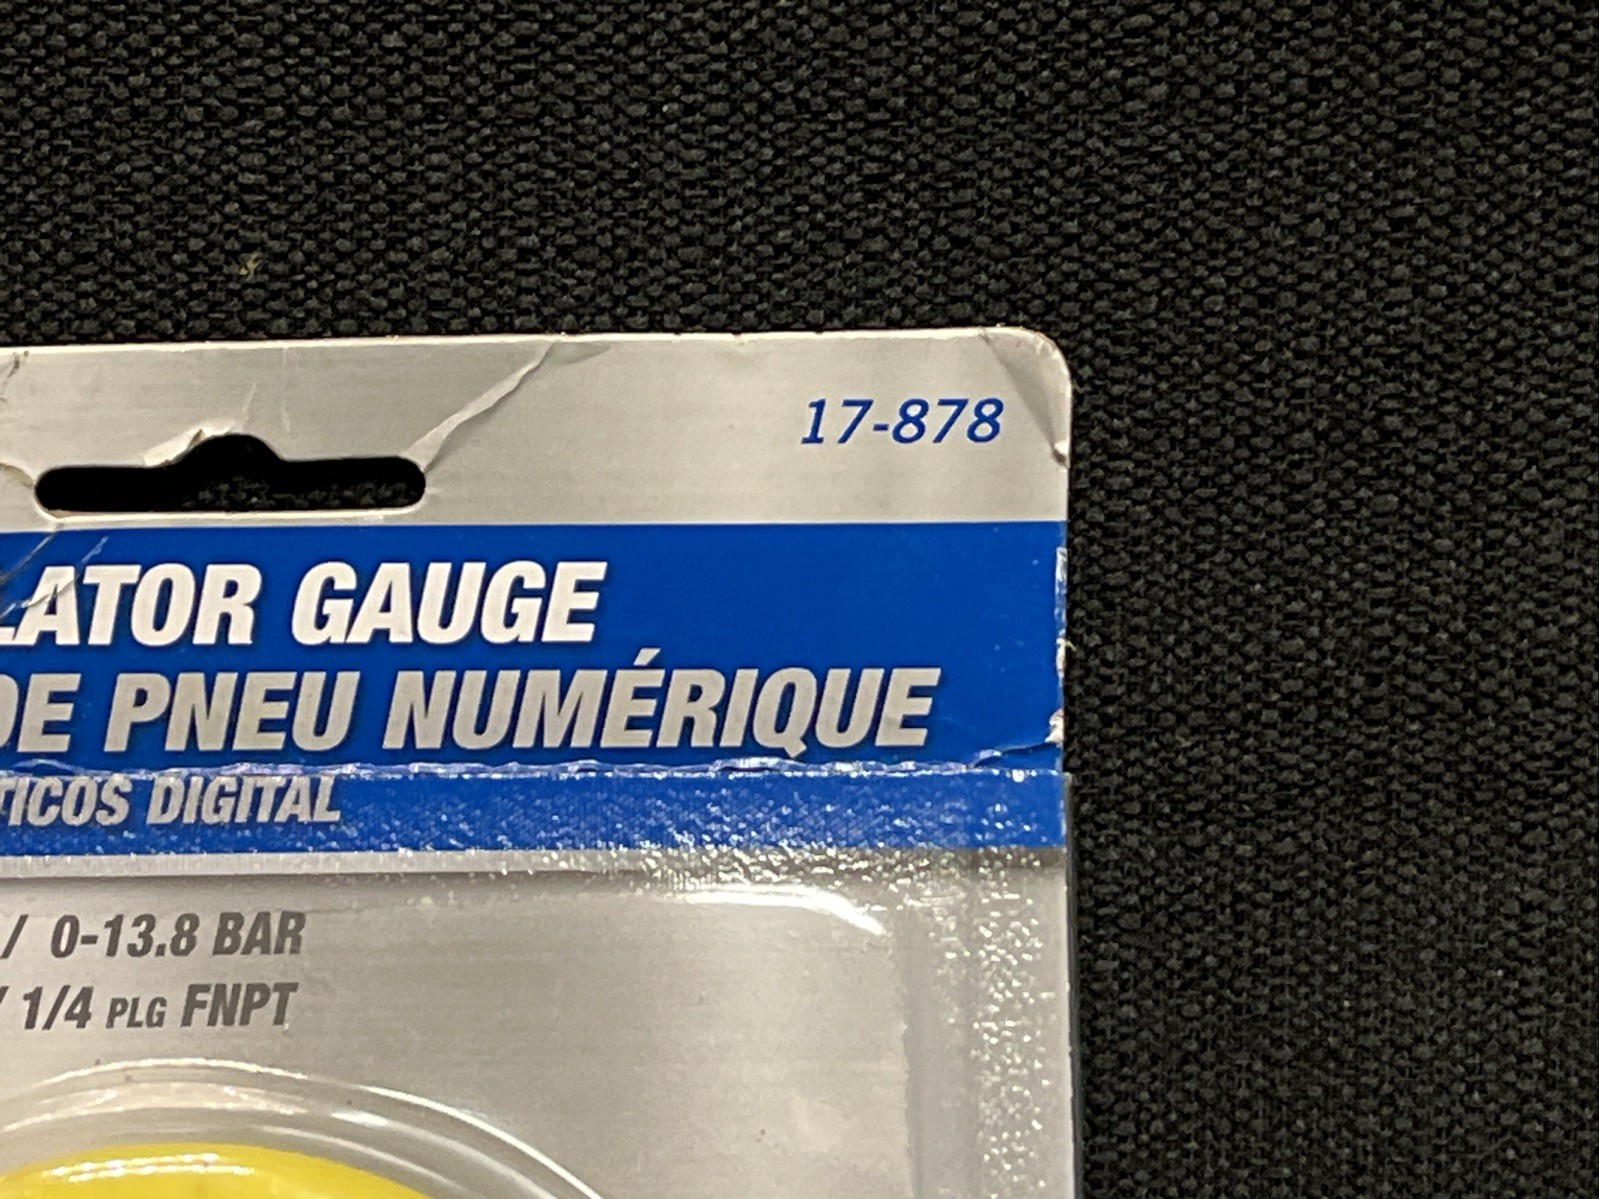 17-878
LATOR GAUGE
DE PNEU NUMÉRIQUE
TICOS DIGITAL
/ 0-13.8 BAR
/ 1/4 PLG FNPT